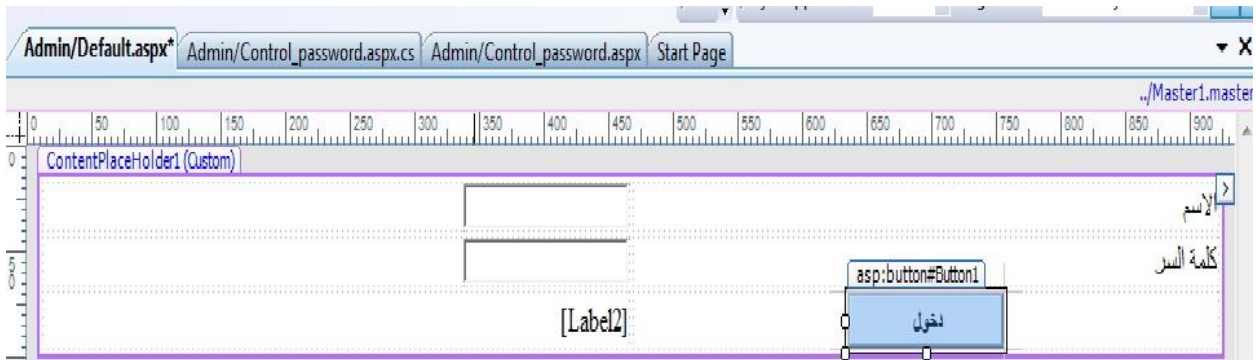 Admin/Default.aspx* Admin/Control_password.aspx.cs Admin/Control_password.aspx Start Page
../Master1.master
0 50 100 150 200 250 300 350 400 450 500 550 600 650 700 750 800 850 900
0
ContentPlaceHolder1 (Custom)
الاسم
كلمة السر
50
asp:button#Button1
دخول
[Label2]